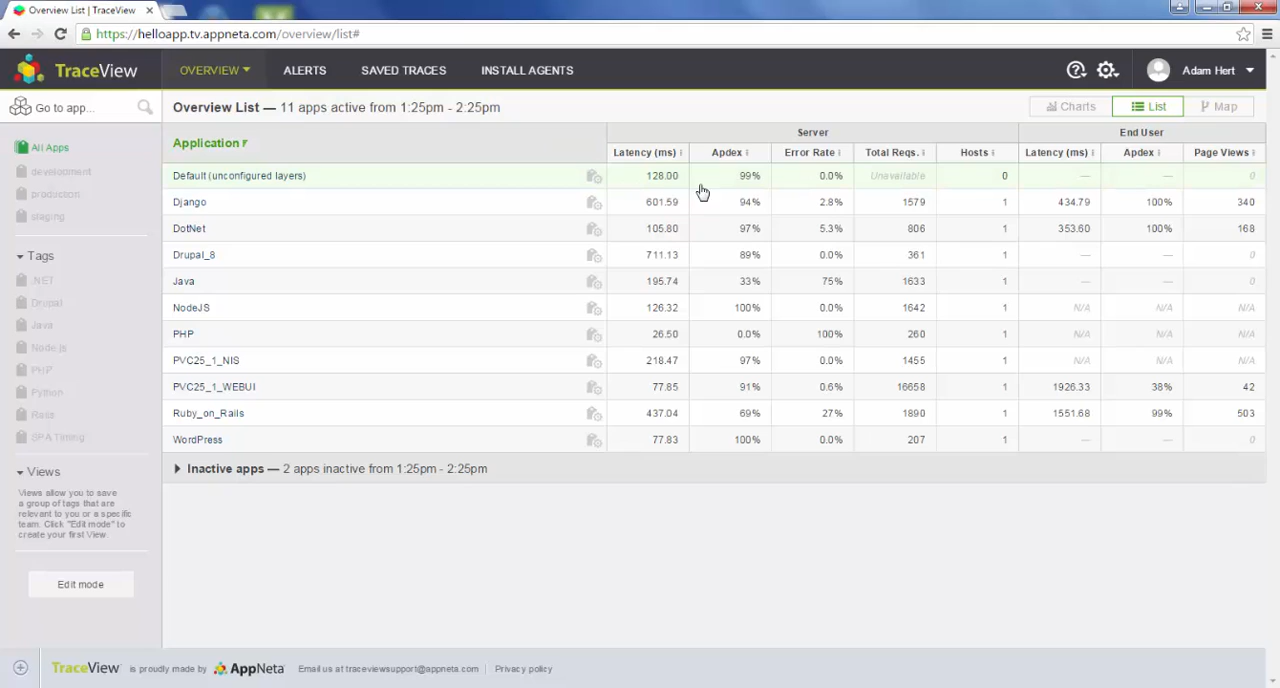 Overview List | TraceView
https://helloapp.tv.appneta.com/overview/list#
TraceView OVERVIEW ALERTS SAVED TRACES INSTALL AGENTS Adam Hert
Go to app... Overview List — 11 apps active from 1:25pm - 2:25pm Charts List Map
All Apps
development
production
staging
Tags
.NET
Drupal
Java
Node.js
PHP
Python
Rails
SPA Timing
Views
Views allow you to save
a group of tags that are
relevant to you or a specific
team. Click "Edit mode" to
create your first View.
Edit mode
Application Server End User
Latency (ms) Apdex Error Rate Total Reqs. Hosts Latency (ms) Apdex Page Views
Default (unconfigured layers) 128.00 99% 0.0% Unavailable 0 — — 0
Django 601.59 94% 2.8% 1579 1 434.79 100% 340
DotNet 105.80 97% 5.3% 806 1 353.60 100% 168
Drupal_8 711.13 89% 0.0% 361 1 — — 0
Java 195.74 33% 75% 1633 1 — — 0
NodeJS 126.32 100% 0.0% 1642 1 N/A N/A N/A
PHP 26.50 0.0% 100% 260 1 N/A N/A N/A
PVC25_1_NIS 218.47 97% 0.0% 1455 1 N/A N/A N/A
PVC25_1_WEBUI 77.85 91% 0.6% 16658 1 1926.33 38% 42
Ruby_on_Rails 437.04 69% 27% 1890 1 1551.68 99% 503
WordPress 77.83 100% 0.0% 207 1 — — 0
Inactive apps — 2 apps inactive from 1:25pm - 2:25pm
TraceView is proudly made by AppNeta Email us at traceviewsupport@appneta.com Privacy policy